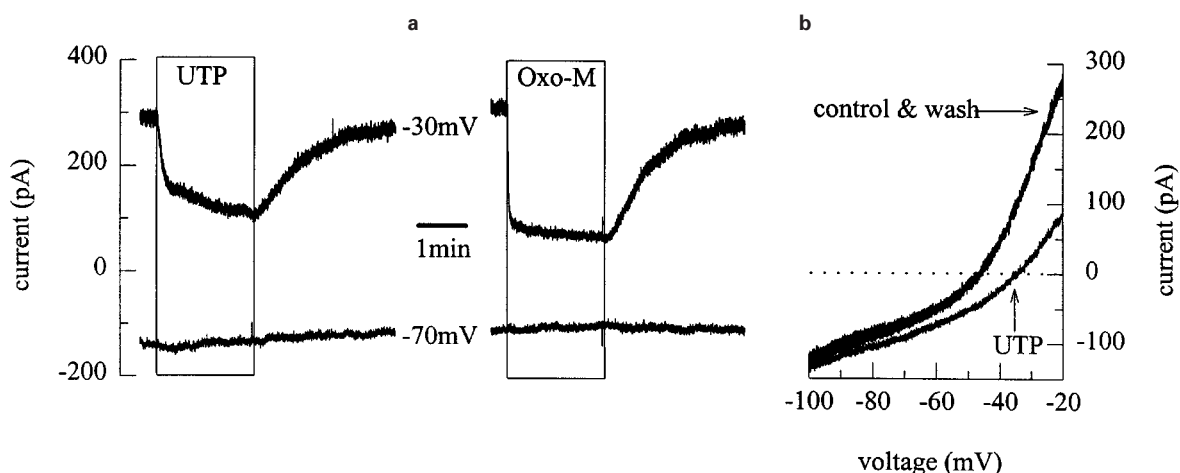 a
b
400
200
0
-200
current (pA)
UTP
-30mV
1min
-70mV
Oxo-M
control & wash
UTP
300
200
100
0
-100
current (pA)
-100
-80
-60
-40
-20
voltage (mV)